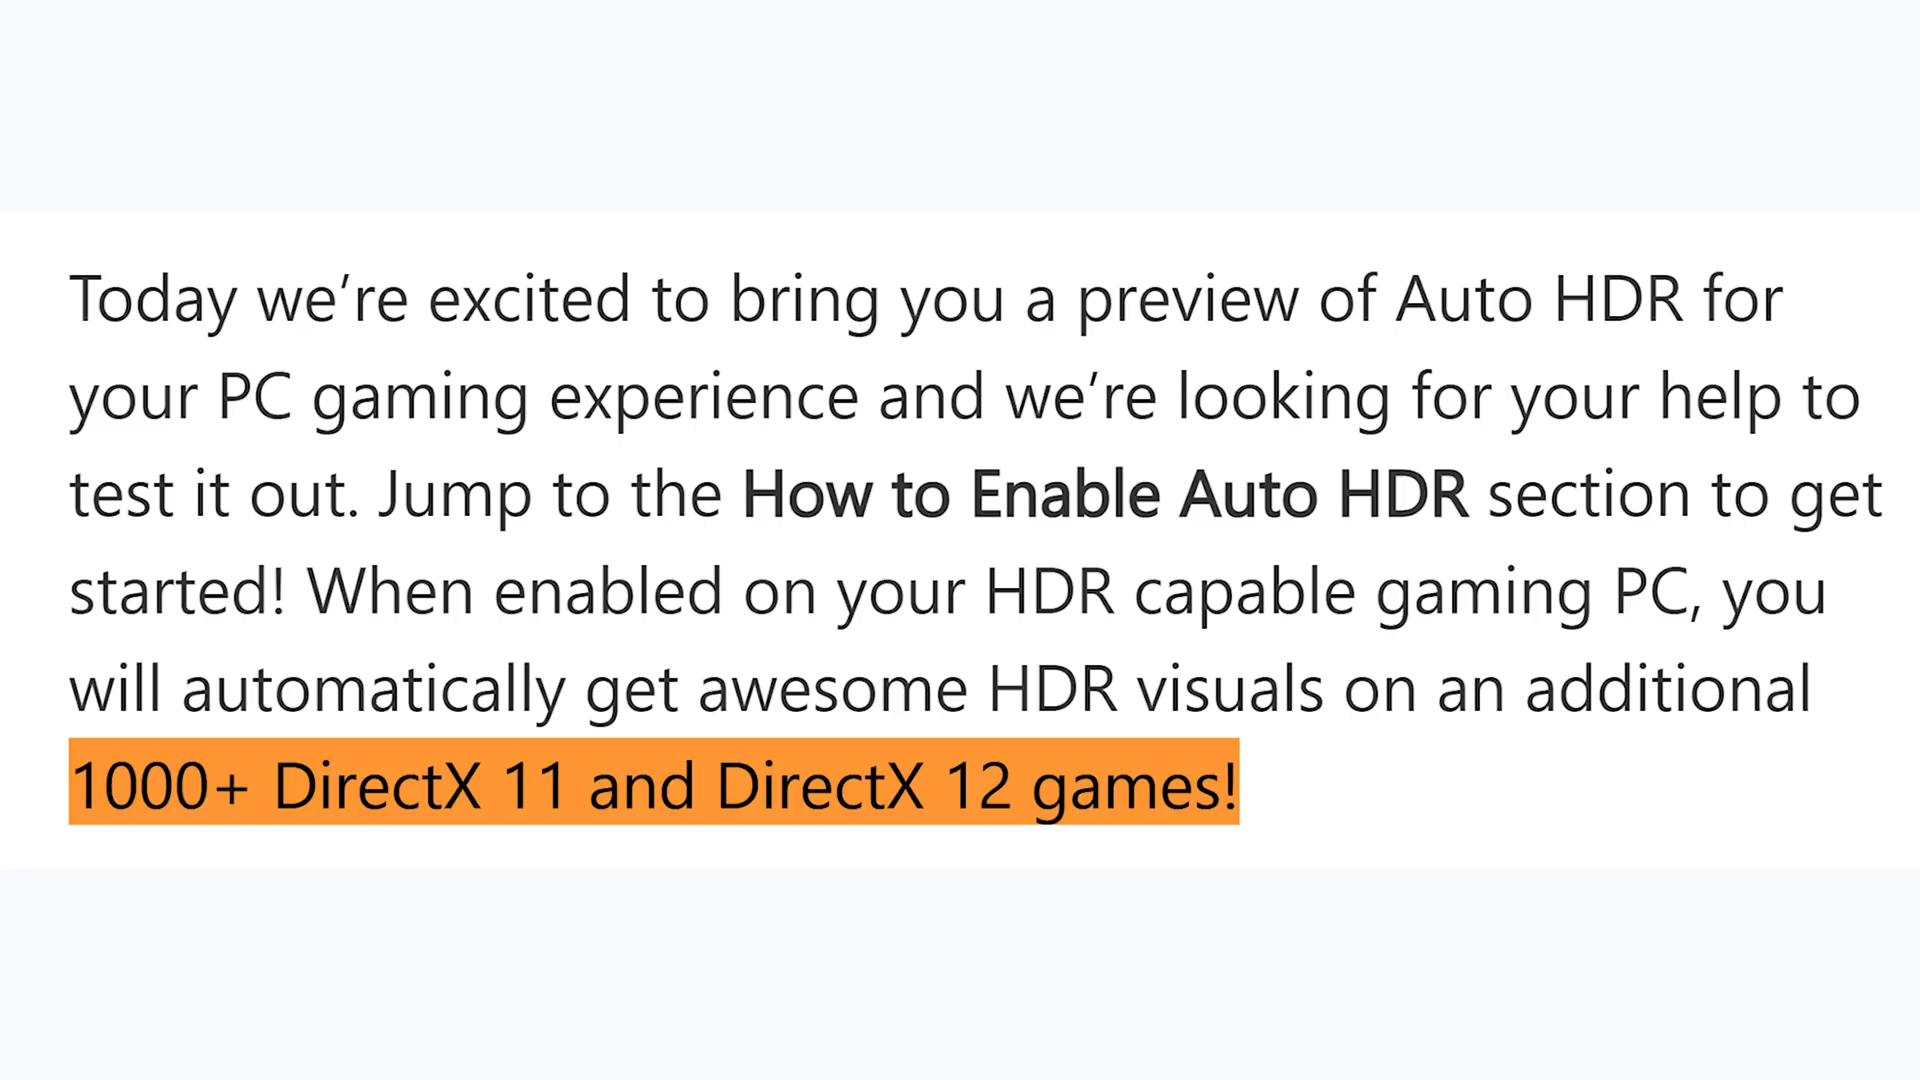 Today we’re excited to bring you a preview of Auto HDR for
your PC gaming experience and we’re looking for your help to
test it out. Jump to the How to Enable Auto HDR section to get
started! When enabled on your HDR capable gaming PC, you
will automatically get awesome HDR visuals on an additional
1000+ DirectX 11 and DirectX 12 games!